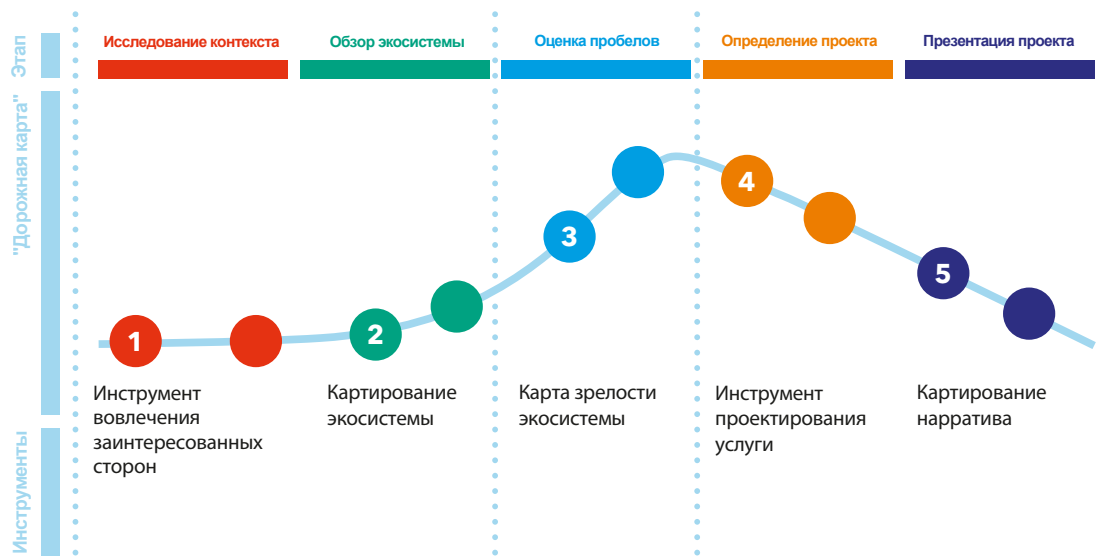 Этап
Исследование контекста
Обзор экосистемы
Оценка пробелов
Определение проекта
Презентация проекта
"Дорожная карта"
1
2
3
4
5
Инструменты
Инструмент
вовлечения
заинтересованных
сторон
Картирование
экосистемы
Карта зрелости
экосистемы
Инструмент
проектирования
услуги
Картирование
нарратива